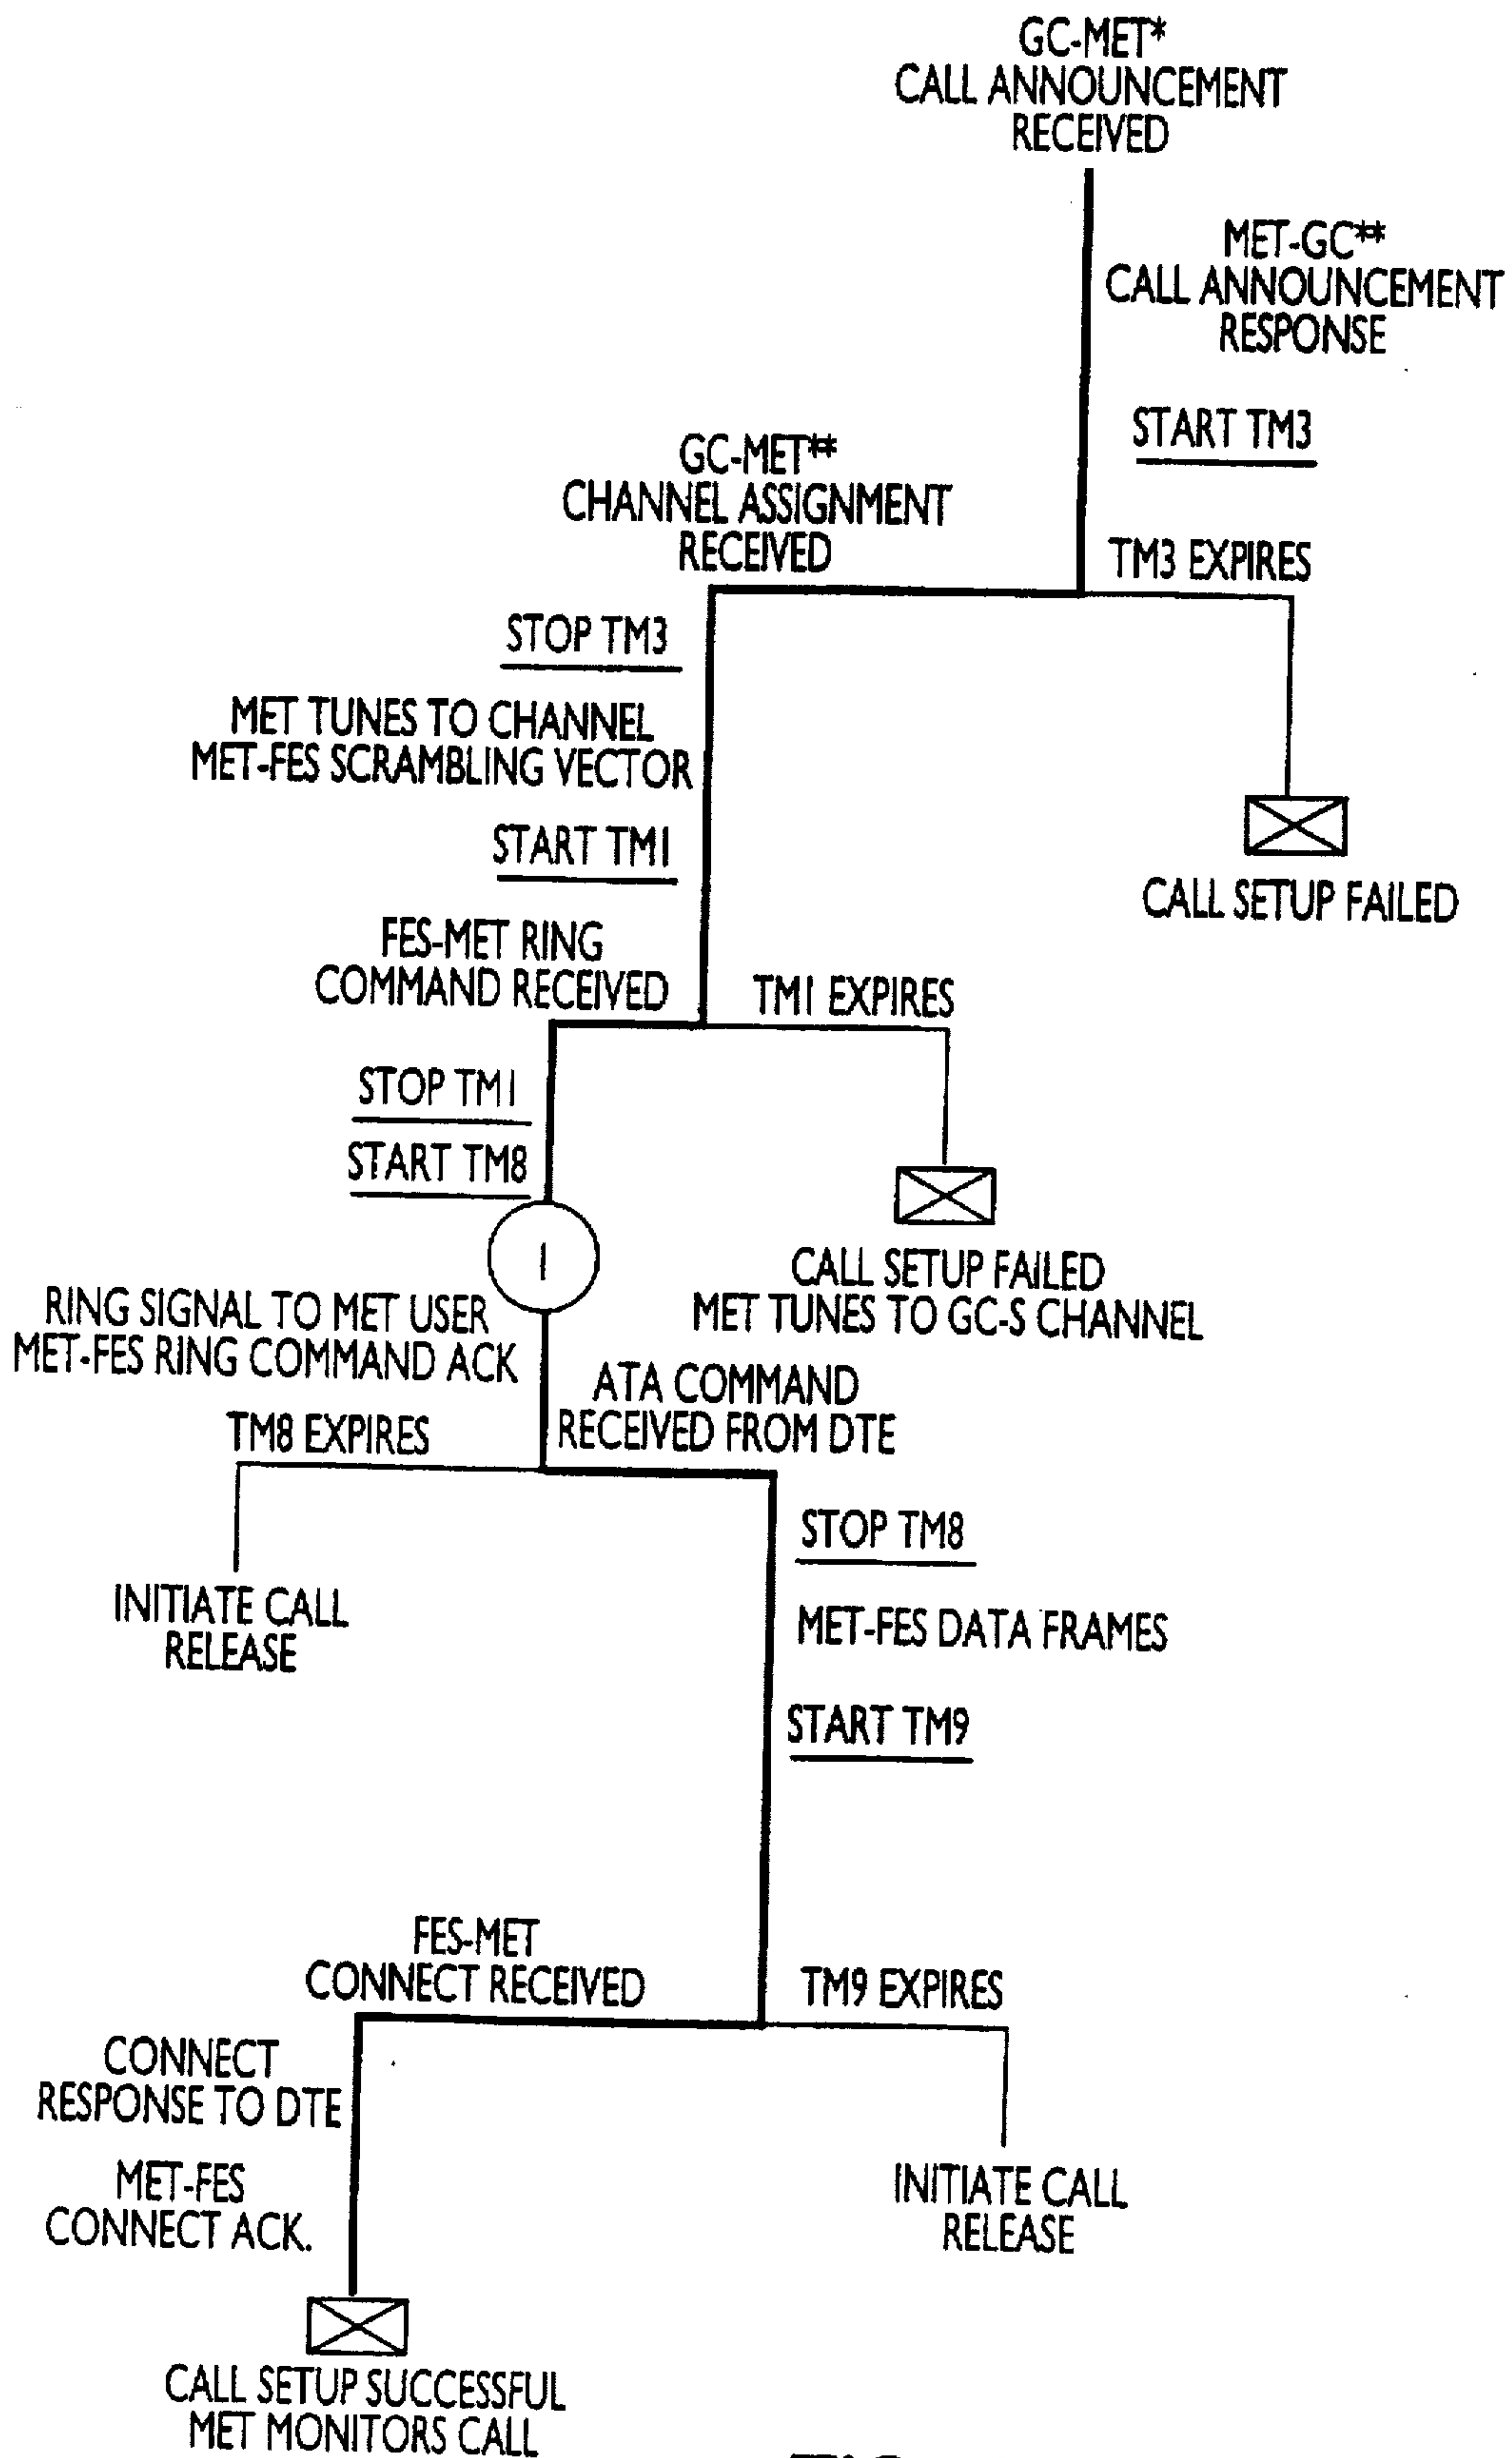 GC-MET*
CALL ANNOUNCEMENT
RECEIVED
MET-GC**
CALL ANNOUNCEMENT
RESPONSE
START TM3
GC-MET**
CHANNEL ASSIGNMENT
RECEIVED
TM3 EXPIRES
STOP TM3
MET TUNES TO CHANNEL
MET-FES SCRAMBLING VECTOR
START TM1
CALL SETUP FAILED
FES-MET RING
COMMAND RECEIVED
TM1 EXPIRES
STOP TM1
START TM8
1
CALL SETUP FAILED
MET TUNES TO GC-S CHANNEL
RING SIGNAL TO MET USER
MET-FES RING COMMAND ACK
ATA COMMAND
RECEIVED FROM DTE
TM8 EXPIRES
STOP TM8
INITIATE CALL
RELEASE
MET-FES DATA FRAMES
START TM9
FES-MET
CONNECT RECEIVED
TM9 EXPIRES
CONNECT
RESPONSE TO DTE
MET-FES
CONNECT ACK.
INITIATE CALL
RELEASE
CALL SETUP SUCCESSFUL
MET MONITORS CALL